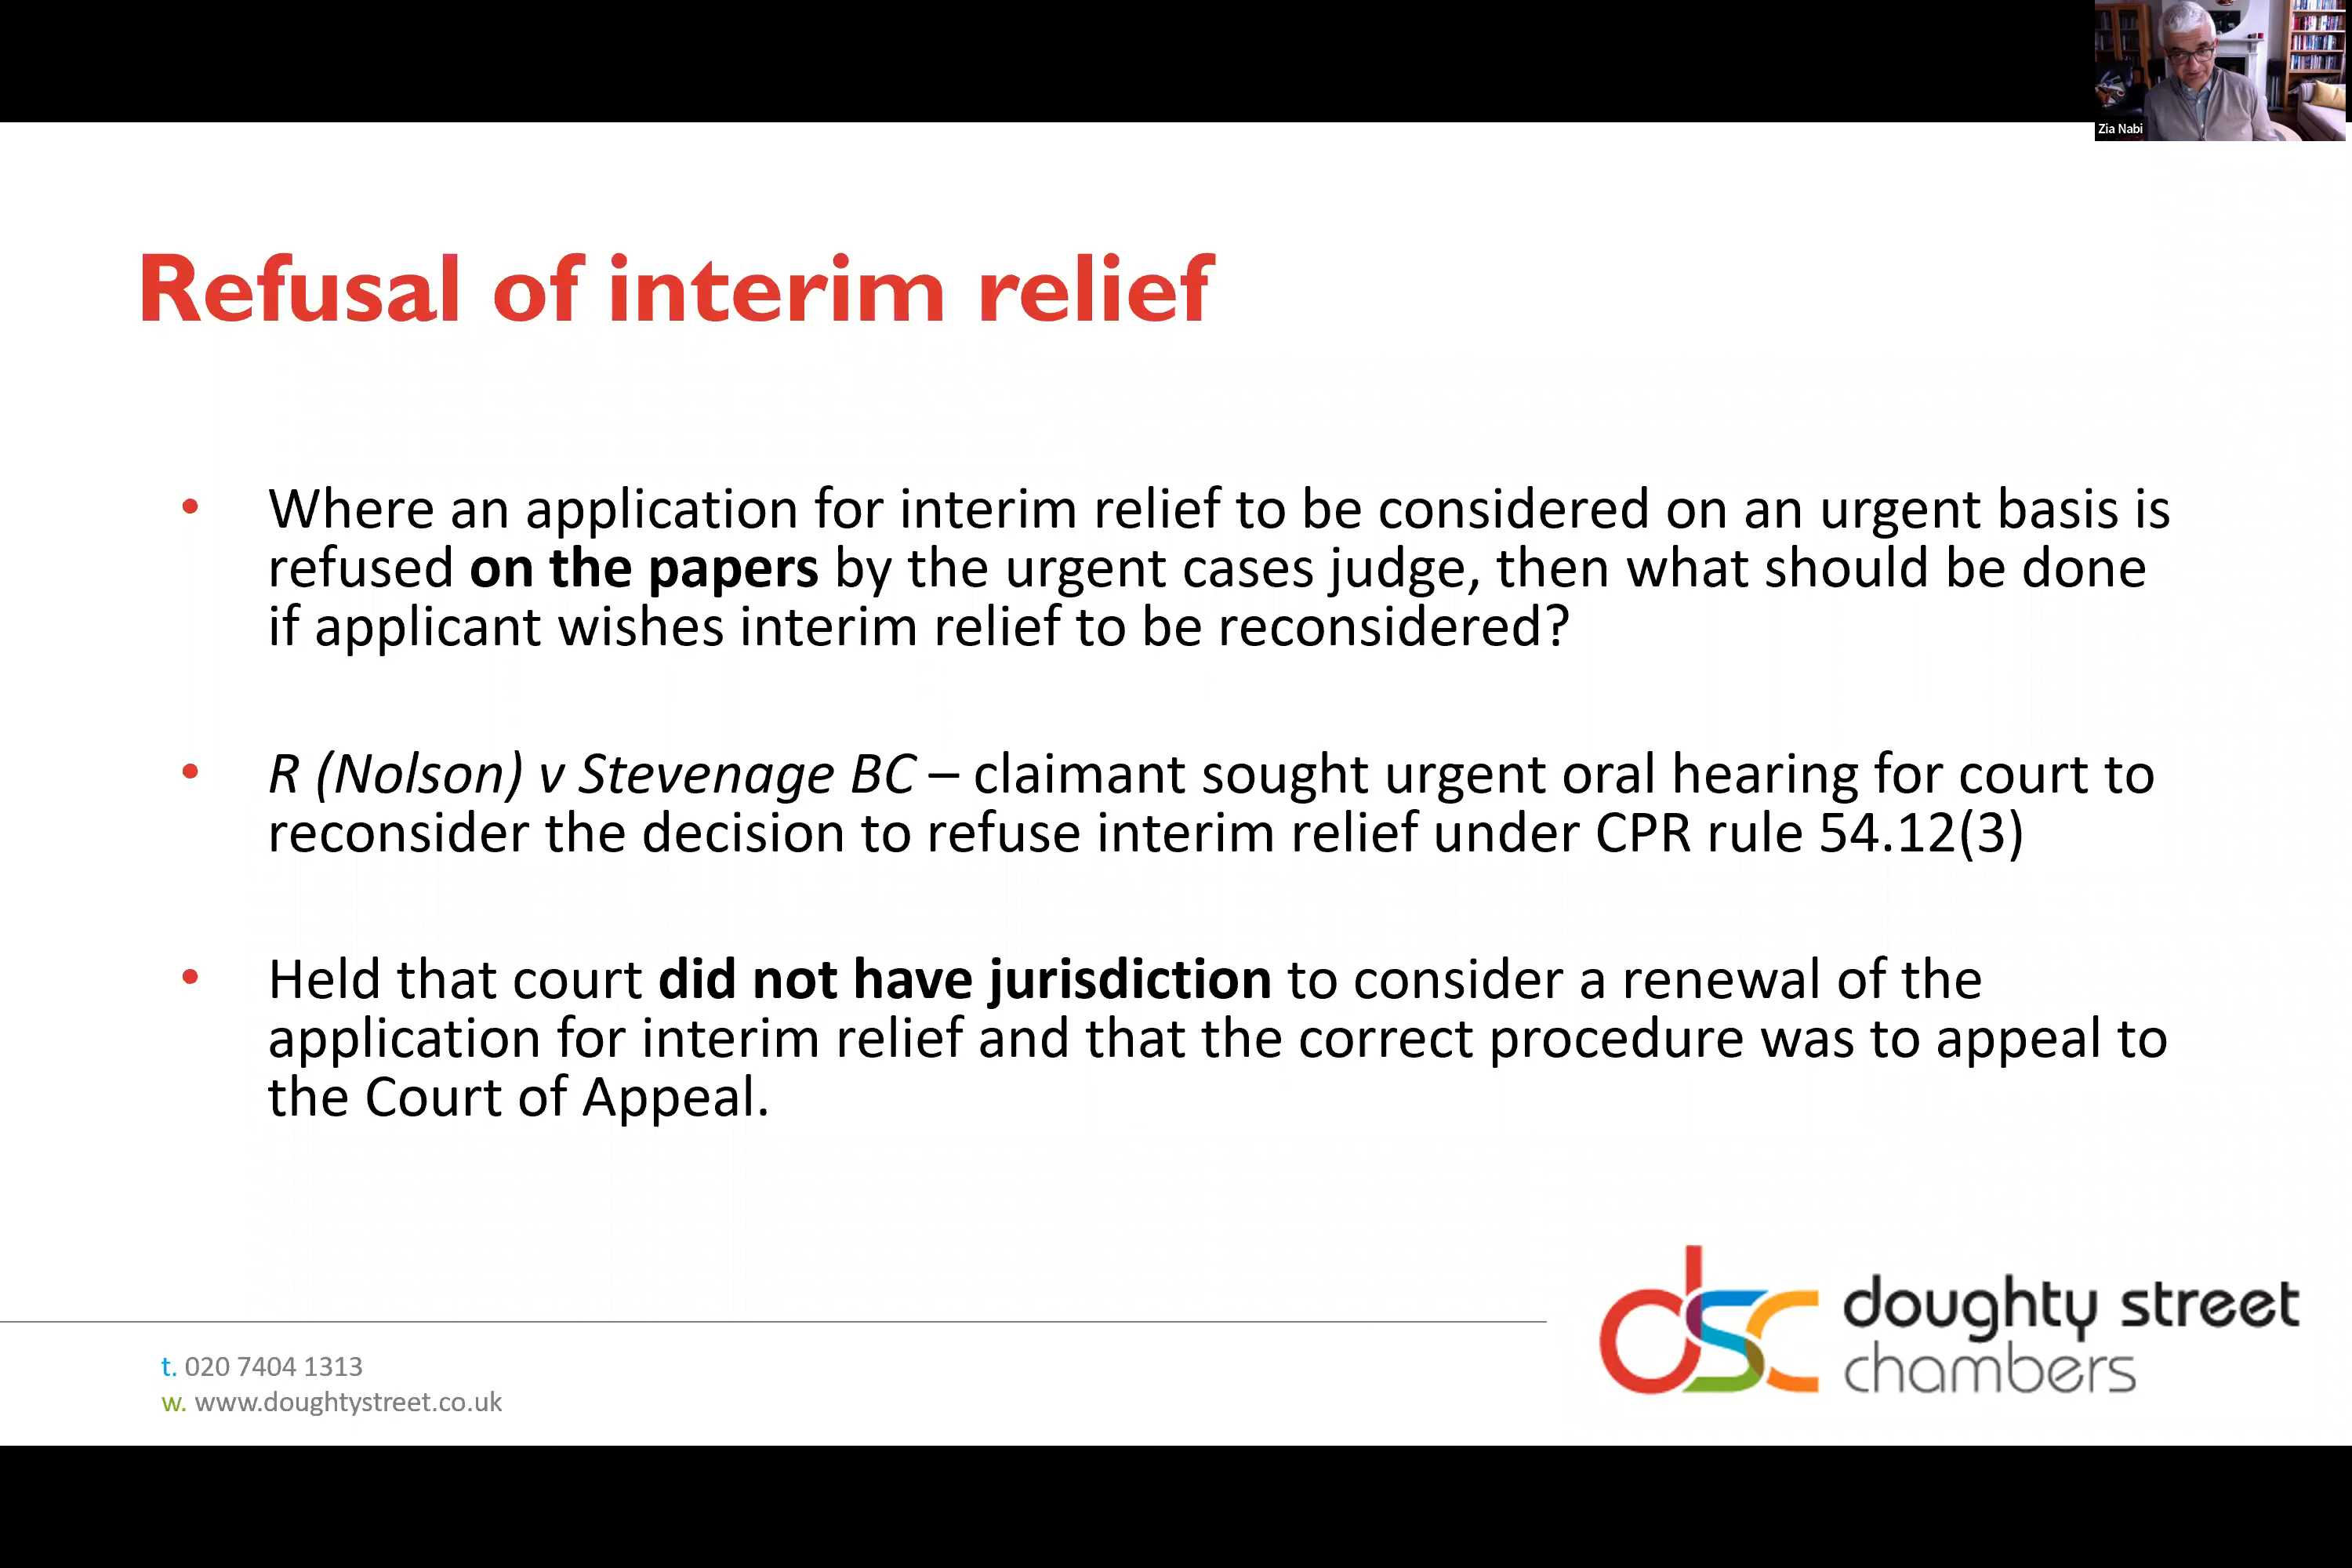 Zia Nabi
Refusal of interim relief
• Where an application for interim relief to be considered on an urgent basis is
refused on the papers by the urgent cases judge, then what should be done
if applicant wishes interim relief to be reconsidered?
• R (Nolson) v Stevenage BC – claimant sought urgent oral hearing for court to
reconsider the decision to refuse interim relief under CPR rule 54.12(3)
• Held that court did not have jurisdiction to consider a renewal of the
application for interim relief and that the correct procedure was to appeal to
the Court of Appeal.
dsc doughty street
chambers
t. 020 7404 1313
w. www.doughtystreet.co.uk